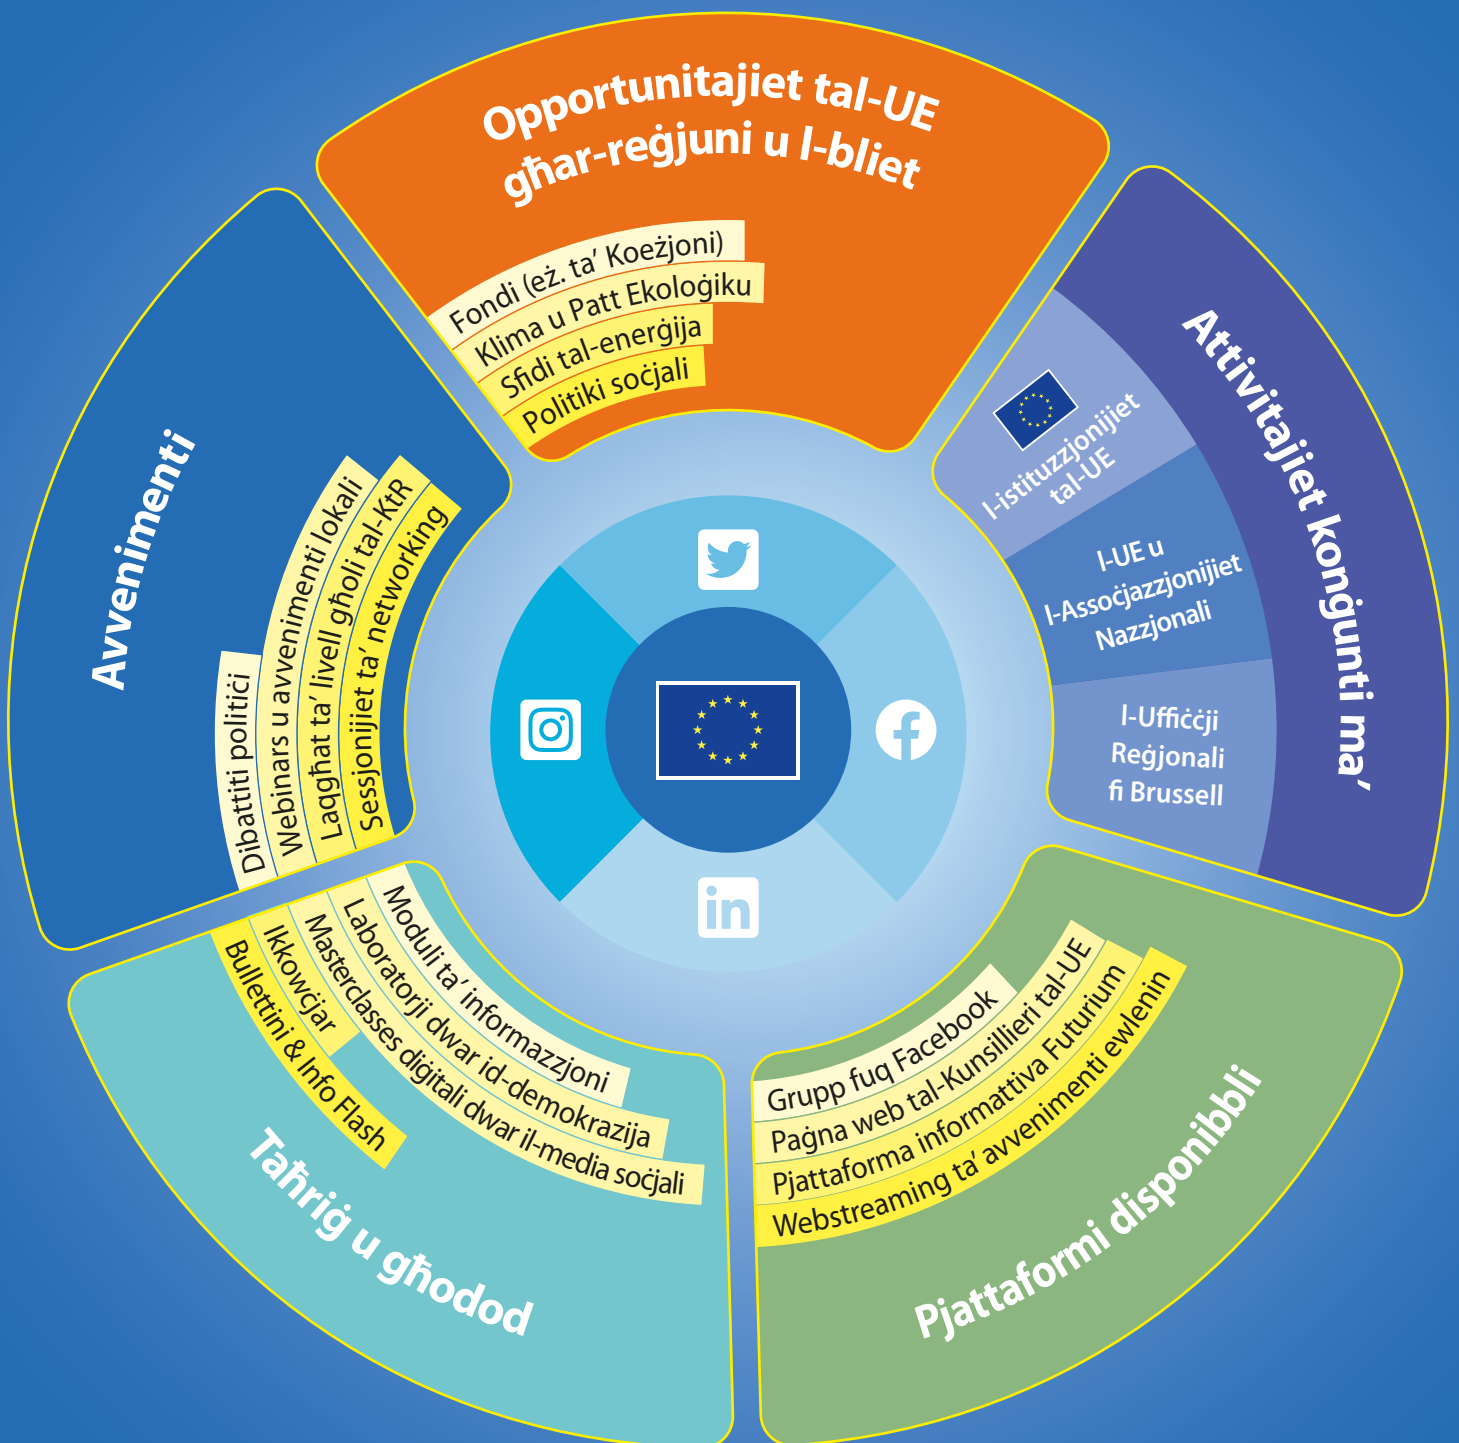 Opportunitajiet tal-UE
għar-reġjuni u l-bliet
Fondi (eż. ta’ Koeżjoni)
Klima u Patt Ekoloġiku
Sfidi tal-enerġija
Politiki soċjali
Attivitajiet konġunti ma’
l-istituzzjonijiet
tal-UE
l-UE u
l-Assoċjazzjonijiet
Nazzjonali
l-Uffiċċji
Reġjonali
fi Brussell
Pjattaformi disponibbli
Grupp fuq Facebook
Paġna web tal-Kunsillieri tal-UE
Pjattaforma informattiva Futurium
Webstreaming ta’ avvenimenti ewlenin
Taħriġ u għodod
Moduli ta’ informazzjoni
Laboratorji dwar id-demokrazija
Masterclasses diġitali dwar il-media soċjali
Ikkowċjar
Bullettini & Info Flash
Avvenimenti
Dibattiti politiċi
Webinars u avvenimenti lokali
Laqgħat ta’ livell għoli tal-KtR
Sessjonijiet ta’ networking
in